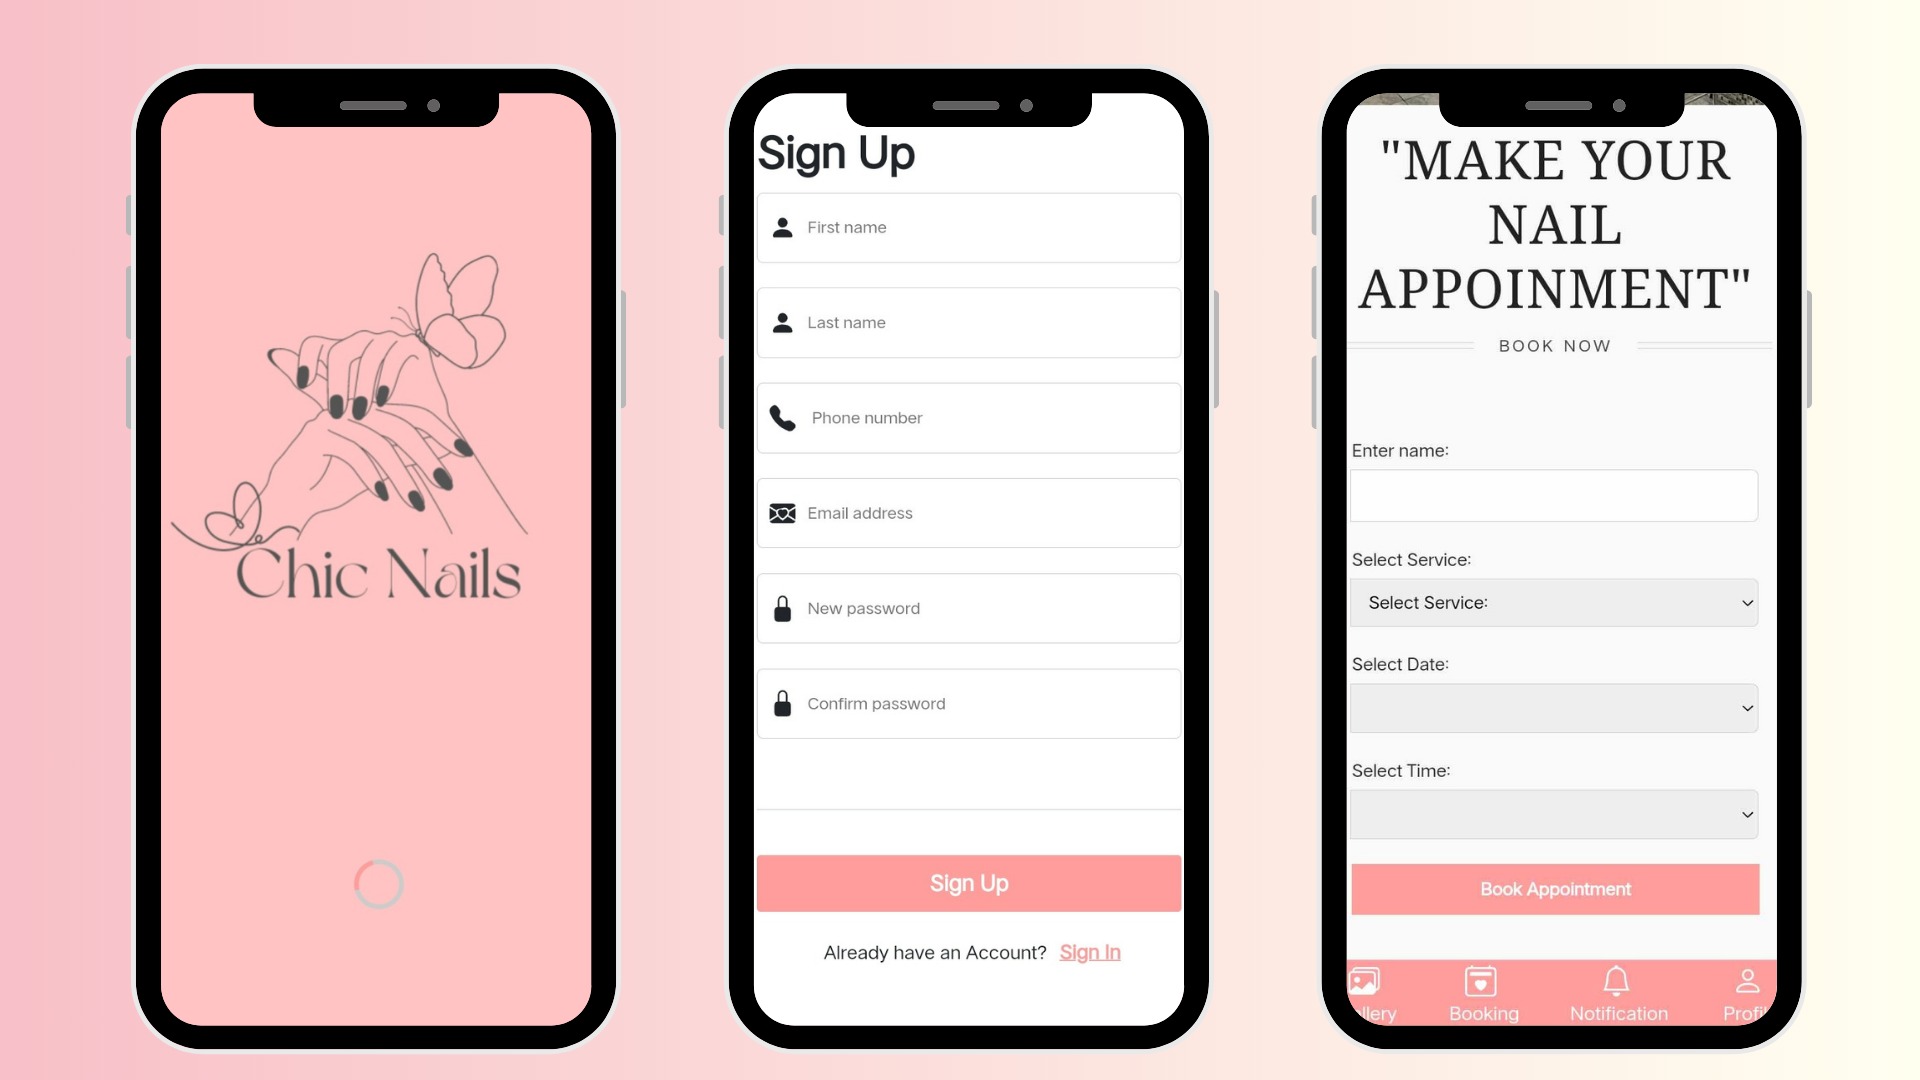 Chic Nails
Sign Up
First name
Last name
Phone number
Email address
New password
Confirm password
Sign Up
Already have an Account? Sign In
"MAKE YOUR
NAIL
APPOINMENT"
BOOK NOW
Enter name:
Select Service:
Select Service:
Select Date:
Select Time:
Book Appointment
llery Booking Notification Profi